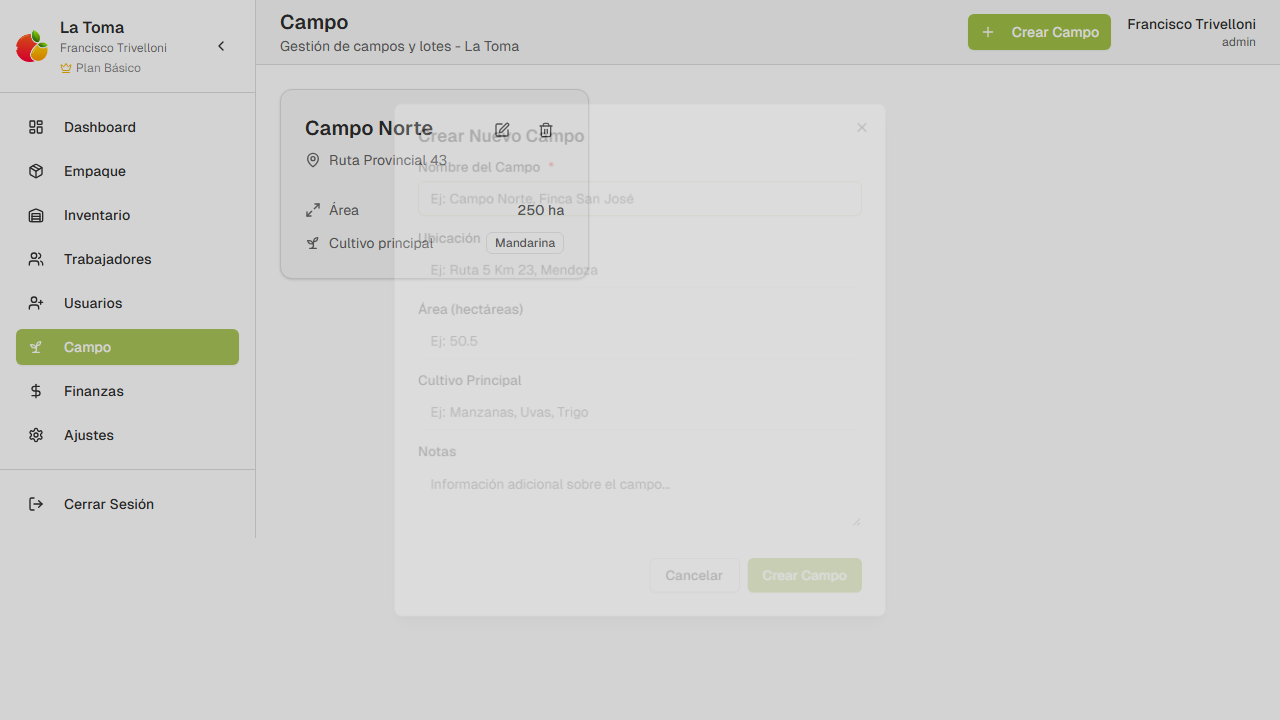 La Toma
Francisco Trivelloni
Plan Básico
Dashboard
Empaque
Inventario
Trabajadores
Usuarios
Campo
Finanzas
Ajustes
Cerrar Sesión
Campo
Gestión de campos y lotes - La Toma
Crear Campo
Francisco Trivelloni
admin
Campo Norte
Ruta Provincial 43
Área
250 ha
Cultivo principal
Mandarina
Crear Nuevo Campo
Nombre del Campo *
Ej: Campo Norte, Finca San José
Ubicación
Ej: Ruta 5 Km 23, Mendoza
Área (hectáreas)
Ej: 50.5
Cultivo Principal
Ej: Manzanas, Uvas, Trigo
Notas
Información adicional sobre el campo...
Cancelar
Crear Campo